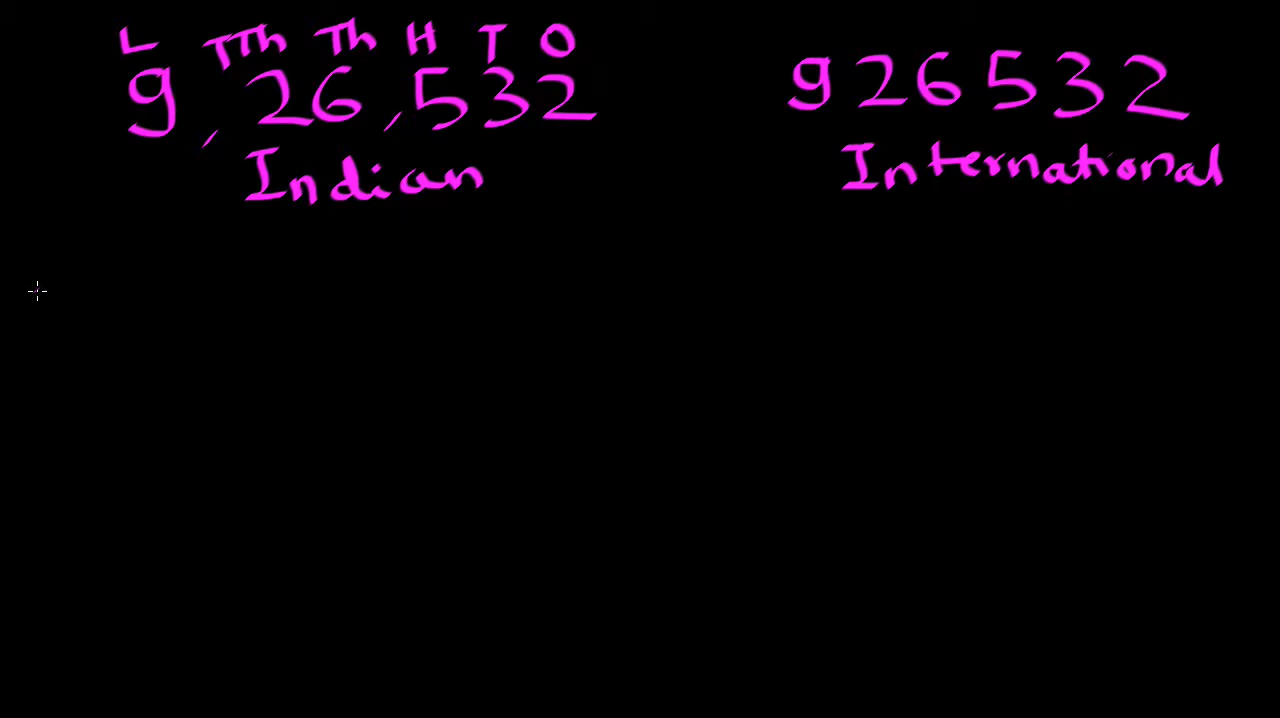 L TTh Th H T O
9,26,532
Indian
926532
International